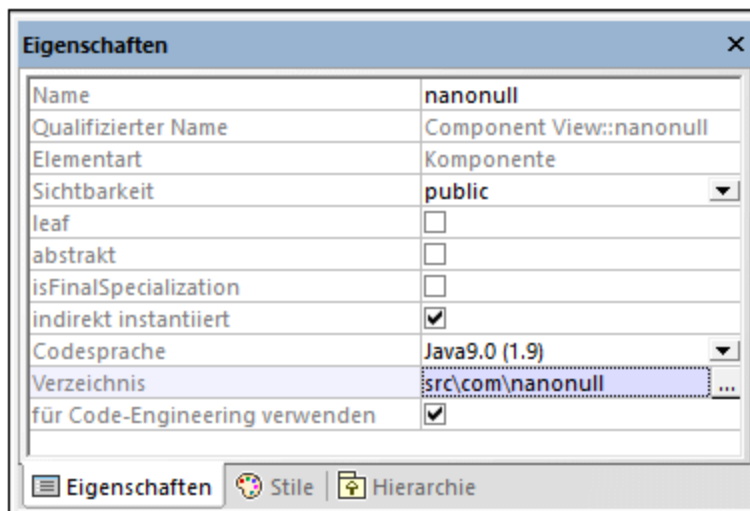 Eigenschaften
Name nanonull
Qualifizierter Name Component View::nanonull
Elementart Komponente
Sichtbarkeit public
leaf
abstrakt
isFinalSpecialization
indirekt instantiiert
Codesprache Java9.0 (1.9)
Verzeichnis src\com\nanonull ...
für Code-Engineering verwenden
Eigenschaften Stile Hierarchie